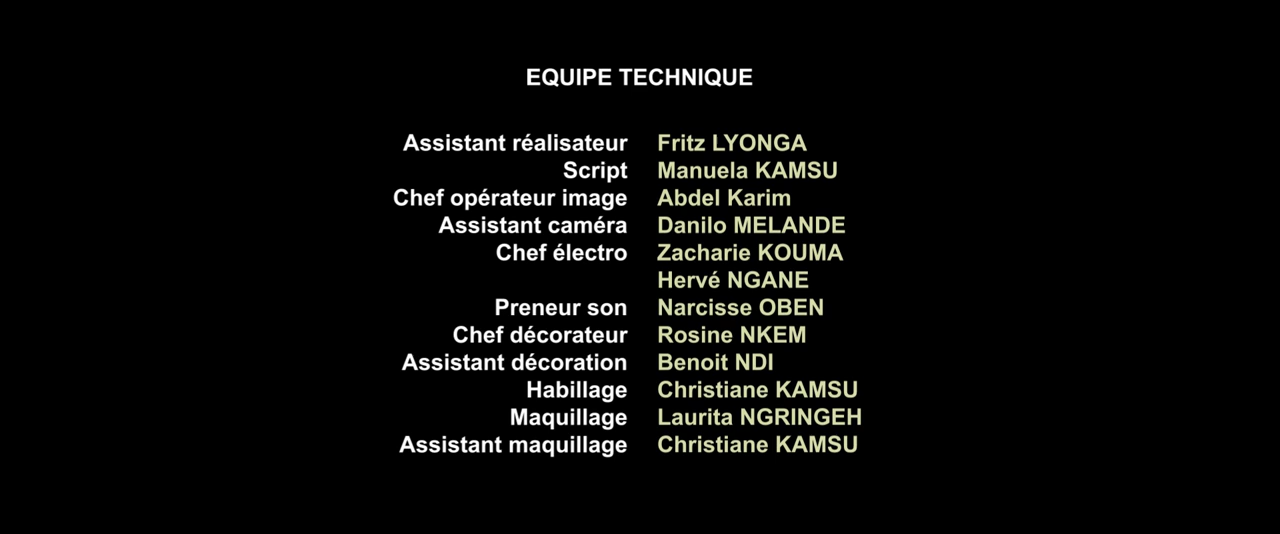 EQUIPE TECHNIQUE
Assistant réalisateur Fritz LYONGA
Script Manuela KAMSU
Chef opérateur image Abdel Karim
Assistant caméra Danilo MELANDE
Chef électro Zacharie KOUMA
Hervé NGANE
Preneur son Narcisse OBEN
Chef décorateur Rosine NKEM
Assistant décoration Benoit NDI
Habillage Christiane KAMSU
Maquillage Laurita NGRINGEH
Assistant maquillage Christiane KAMSU